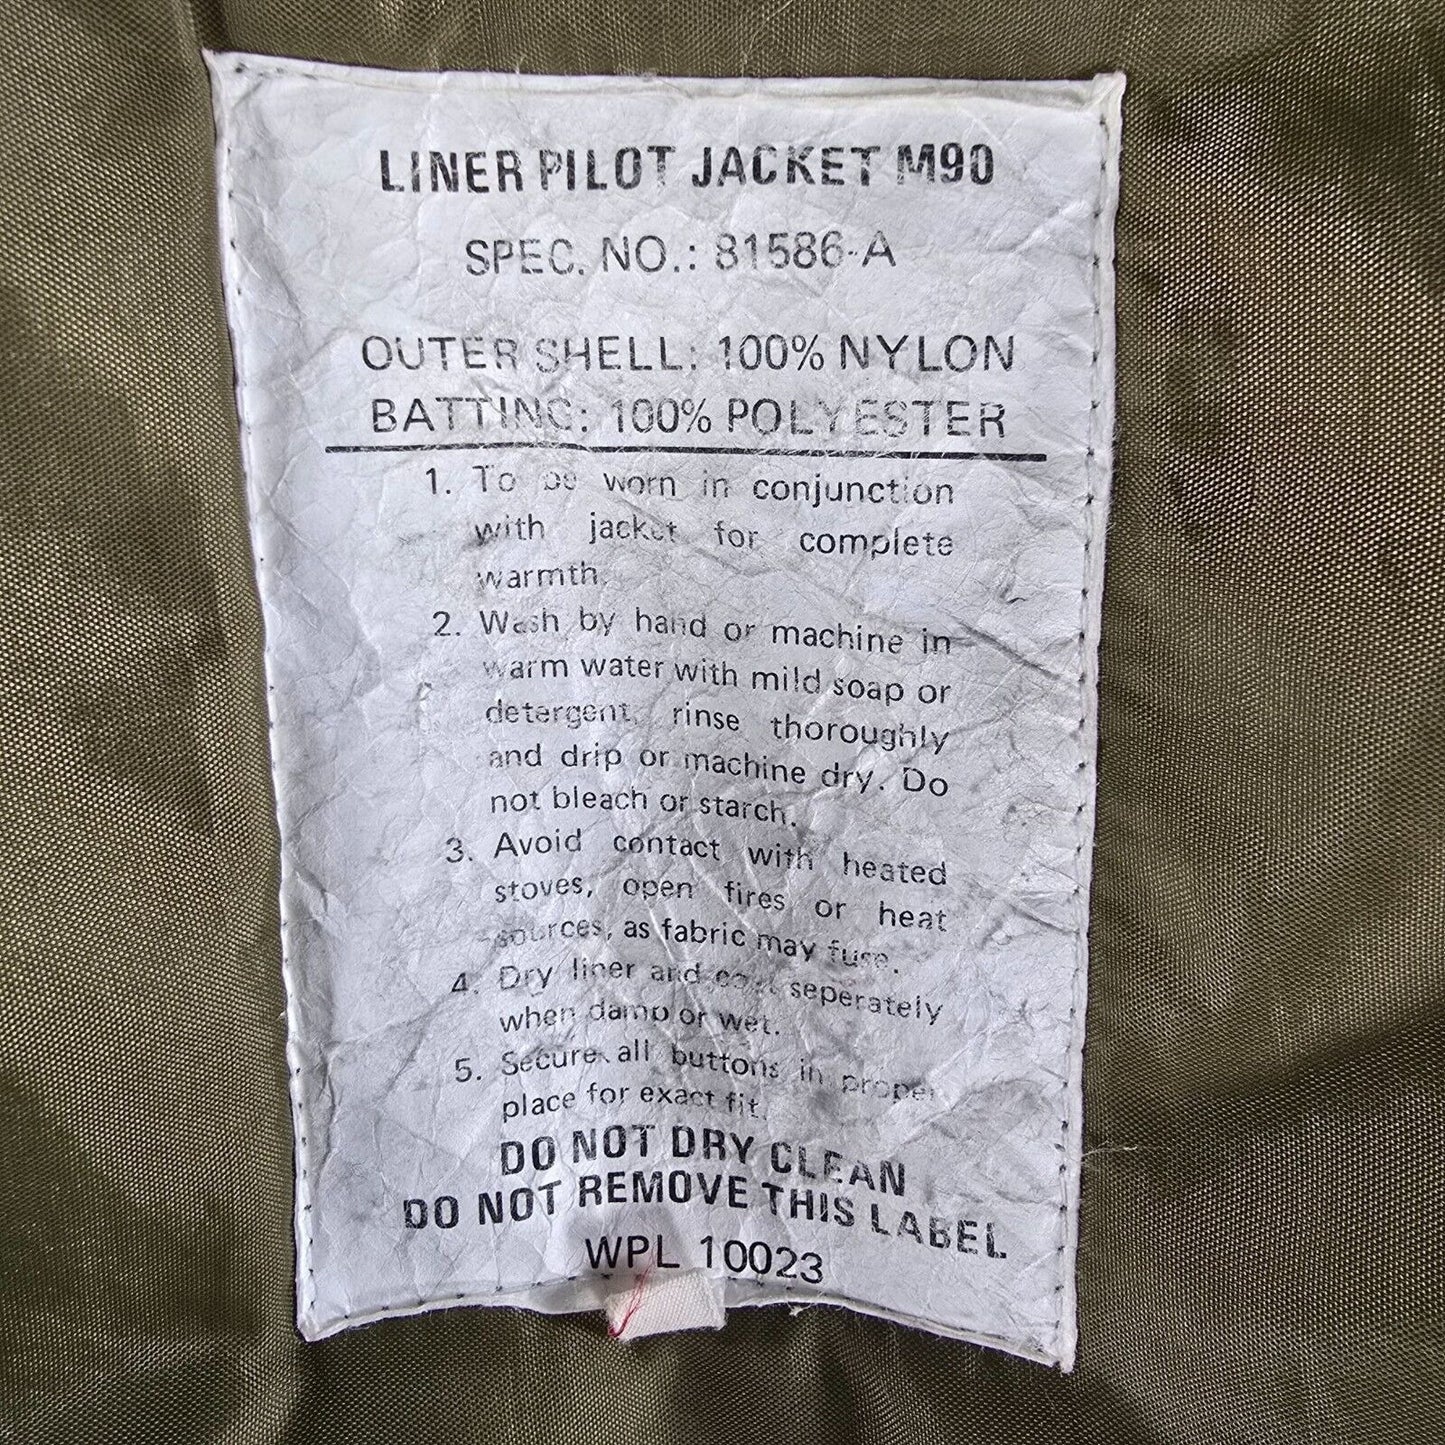 LINER PILOT JACKET M90
SPEC. NO.: 81586-A
OUTER SHELL: 100% NYLON
BATTING: 100% POLYESTER
1. To be worn in conjunction
with jacket for complete
warmth.
2. Wash by hand or machine in
warm water with mild soap or
detergent, rinse thoroughly
and drip or machine dry. Do
not bleach or starch.
3. Avoid contact with heated
stoves, open fires or heat
sources, as fabric may fuse.
4. Dry liner and coat seperately
when damp or wet.
5. Secure all buttons in proper
place for exact fit.
DO NOT DRY CLEAN
DO NOT REMOVE THIS LABEL
WPL 10023